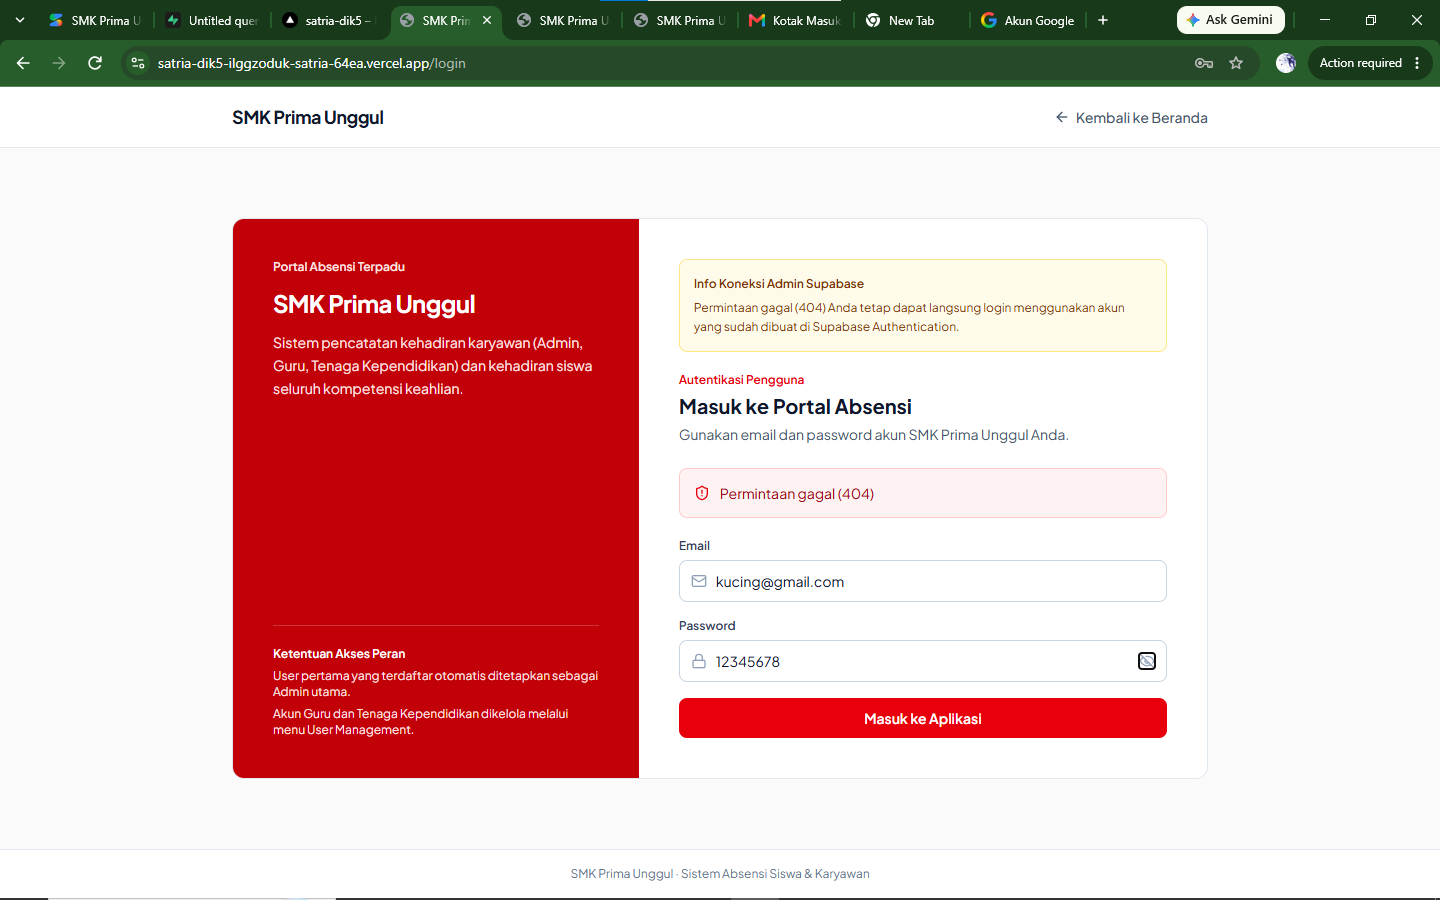 SMK Prima U
Untitled quer
satria-dik5 –
SMK Prim
SMK Prima U
SMK Prima U
Kotak Masuk
New Tab
Akun Google
Ask Gemini
satria-dik5-ilggzoduk-satria-64ea.vercel.app/login
Action required
SMK Prima Unggul
Kembali ke Beranda
Portal Absensi Terpadu
SMK Prima Unggul
Sistem pencatatan kehadiran karyawan (Admin,
Guru, Tenaga Kependidikan) dan kehadiran siswa
seluruh kompetensi keahlian.
Ketentuan Akses Peran
User pertama yang terdaftar otomatis ditetapkan sebagai
Admin utama.
Akun Guru dan Tenaga Kependidikan dikelola melalui
menu User Management.
Info Koneksi Admin Supabase
Permintaan gagal (404) Anda tetap dapat langsung login menggunakan akun
yang sudah dibuat di Supabase Authentication.
Autentikasi Pengguna
Masuk ke Portal Absensi
Gunakan email dan password akun SMK Prima Unggul Anda.
Permintaan gagal (404)
Email
kucing@gmail.com
Password
12345678
Masuk ke Aplikasi
SMK Prima Unggul · Sistem Absensi Siswa & Karyawan